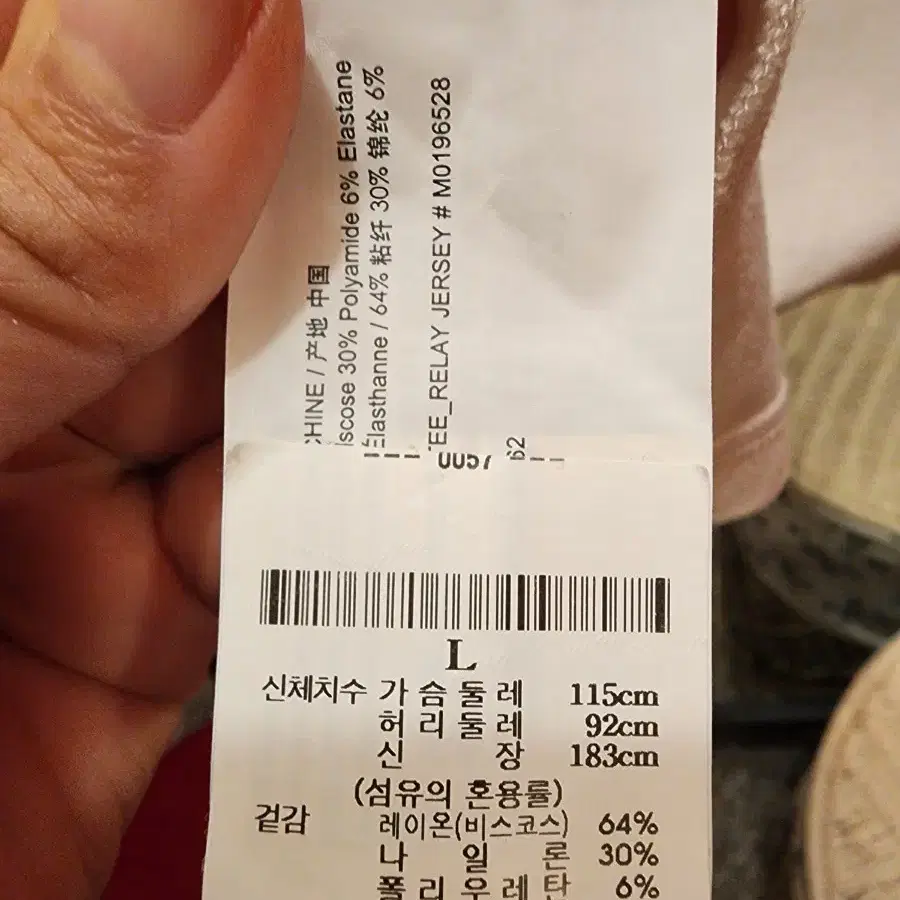 CHINE / 产地 中国
iscose 30% Polyamide 6% Elastane
Elasthanne / 64% 粘纤 30% 锦纶 6%
TEE_RELAY JERSEY # M0196528
62
L
신체치수 가슴둘레 115cm
허리둘레 92cm
신장 183cm
(섬유의 혼용률)
겉감 레이온(비스코스) 64%
나일론 30%
폴리우레탄 6%